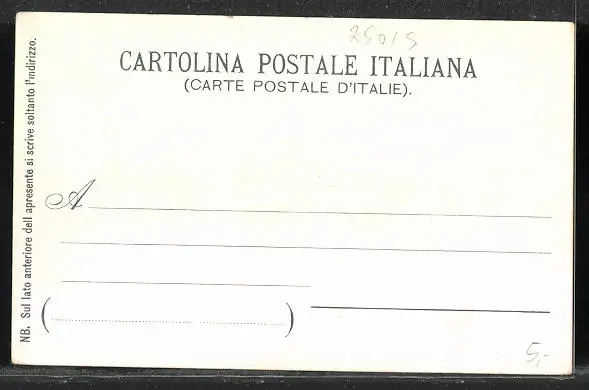 25015
CARTOLINA POSTALE ITALIANA
(CARTE POSTALE D'ITALIE).
NB. Sul lato anteriore dell apresente si scrive soltanto l'indirizzo.
A
5,-